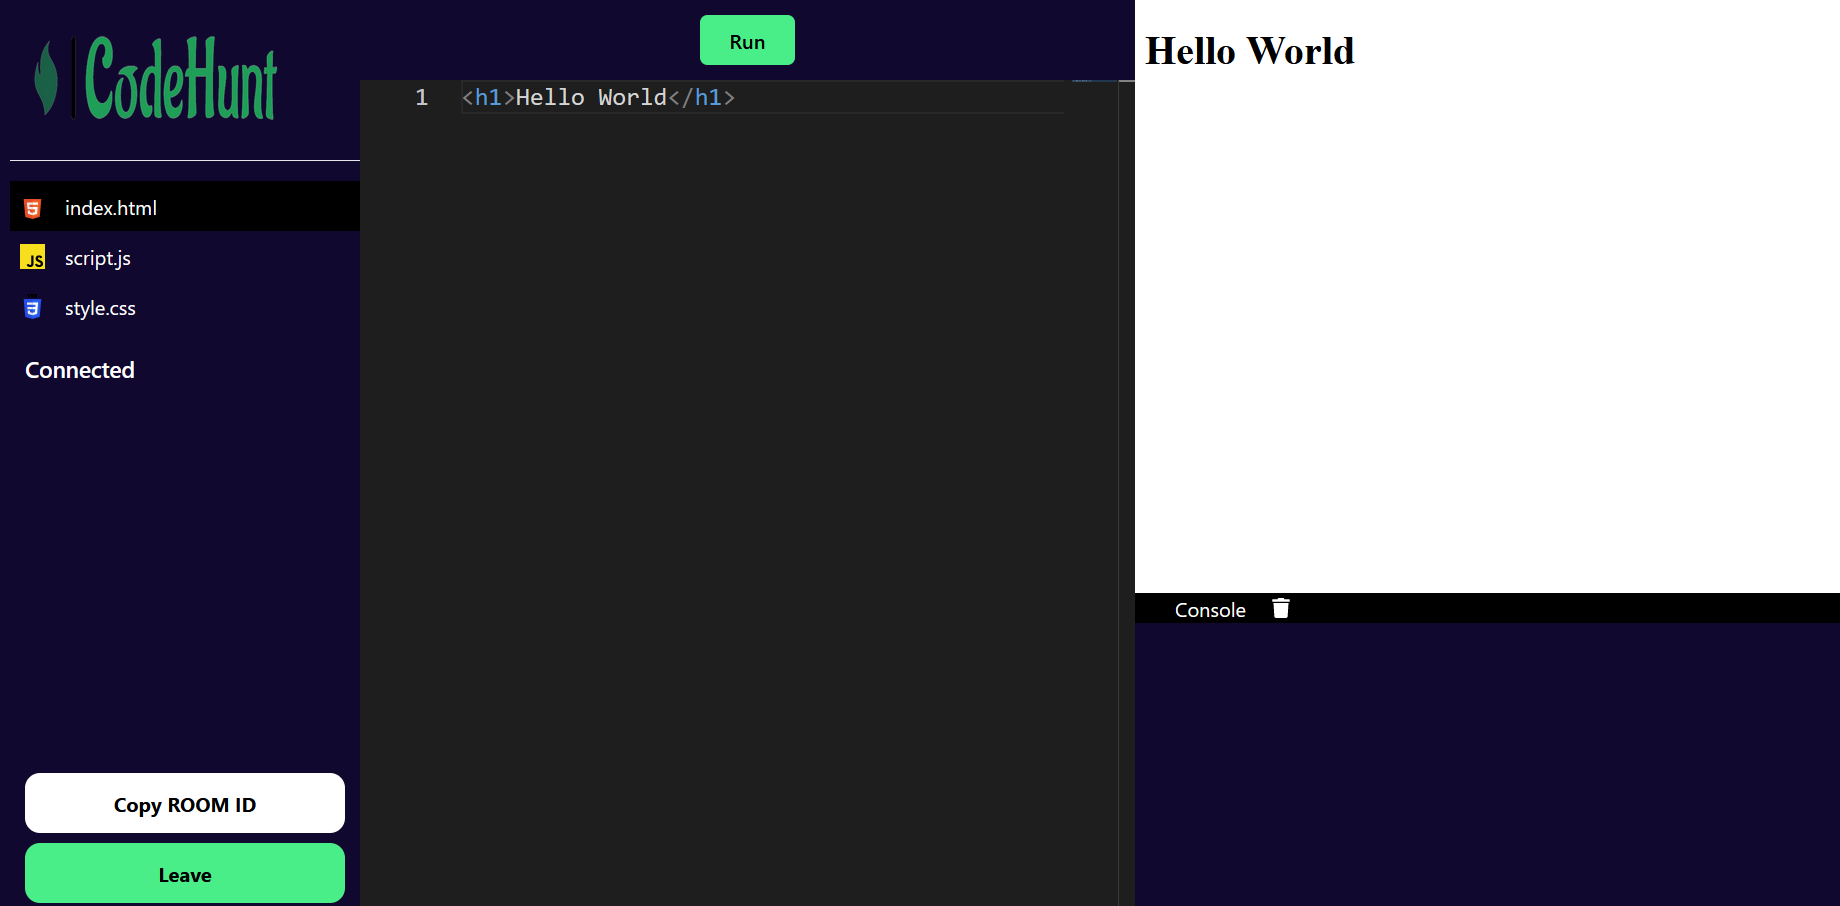 CodeHunt
index.html
JS script.js
style.css
Connected
Copy ROOM ID
Leave
Run
1 <h1>Hello World</h1>
Hello World
Console